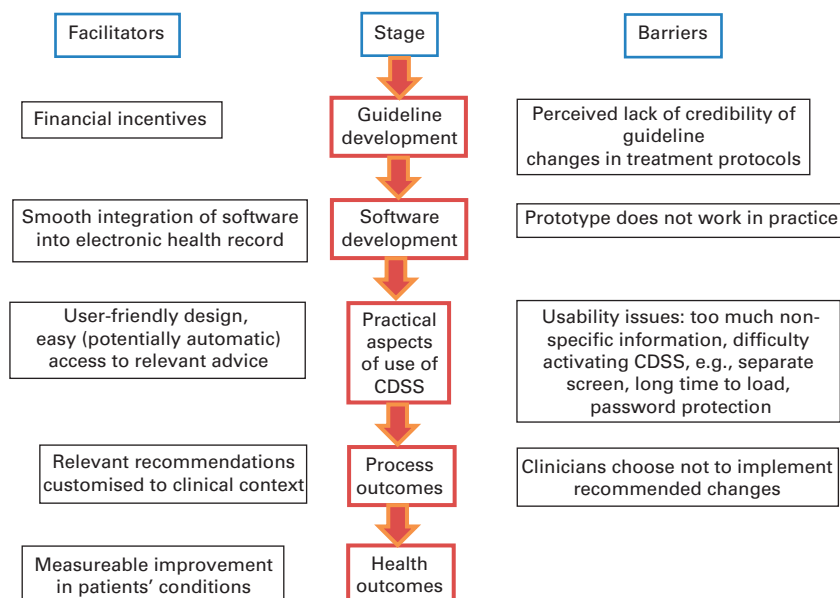 Facilitators
Stage
Barriers
Financial incentives
Guideline
development
Perceived lack of credibility of
guideline
changes in treatment protocols
Smooth integration of software
into electronic health record
Software
development
Prototype does not work in practice
User-friendly design,
easy (potentially automatic)
access to relevant advice
Practical
aspects
of use of
CDSS
Usability issues: too much non-
specific information, difficulty
activating CDSS, e.g., separate
screen, long time to load,
password protection
Relevant recommendations
customised to clinical context
Process
outcomes
Clinicians choose not to implement
recommended changes
Measureable improvement
in patients’ conditions
Health
outcomes